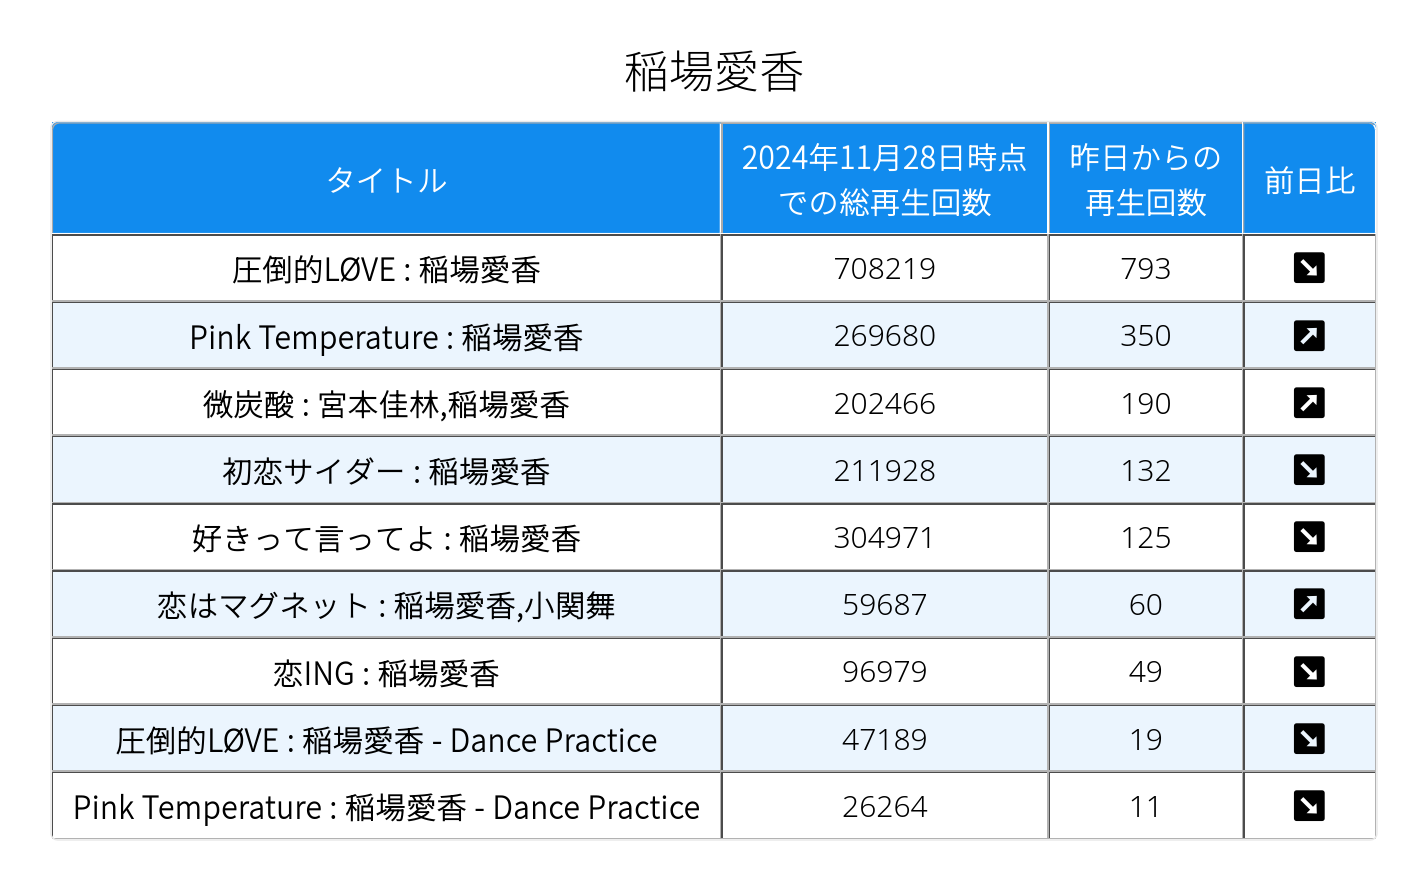 稲場愛香
タイトル
2024年11月28日時点
での総再生回数
昨日からの
再生回数
前日比
圧倒的LØVE : 稲場愛香 708219 793
Pink Temperature : 稲場愛香 269680 350
微炭酸 : 宮本佳林,稲場愛香 202466 190
初恋サイダー : 稲場愛香 211928 132
好きって言ってよ : 稲場愛香 304971 125
恋はマグネット : 稲場愛香,小関舞 59687 60
恋ING : 稲場愛香 96979 49
圧倒的LØVE : 稲場愛香 - Dance Practice 47189 19
Pink Temperature : 稲場愛香 - Dance Practice 26264 11